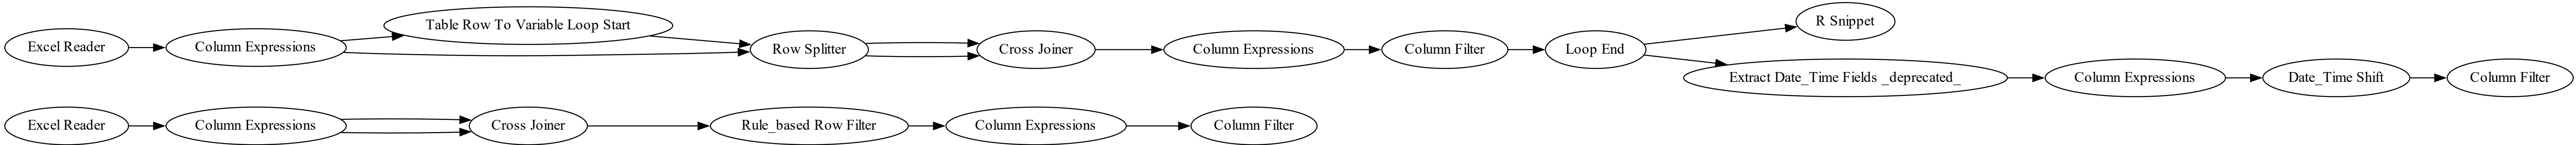 Excel Reader
Column Expressions
Table Row To Variable Loop Start
Row Splitter
Cross Joiner
Column Expressions
Column Filter
Loop End
R Snippet
Extract Date_Time Fields _deprecated_
Column Expressions
Date_Time Shift
Column Filter
Excel Reader
Column Expressions
Cross Joiner
Rule_based Row Filter
Column Expressions
Column Filter